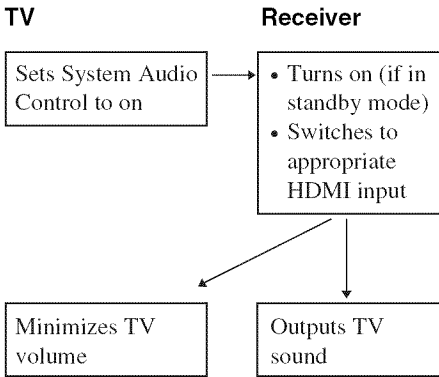 TV
Receiver
Sets System Audio
Control to on
• Turns on (if in
standby mode)
• Switches to
appropriate
HDMI input
Minimizes TV
volume
Outputs TV
sound